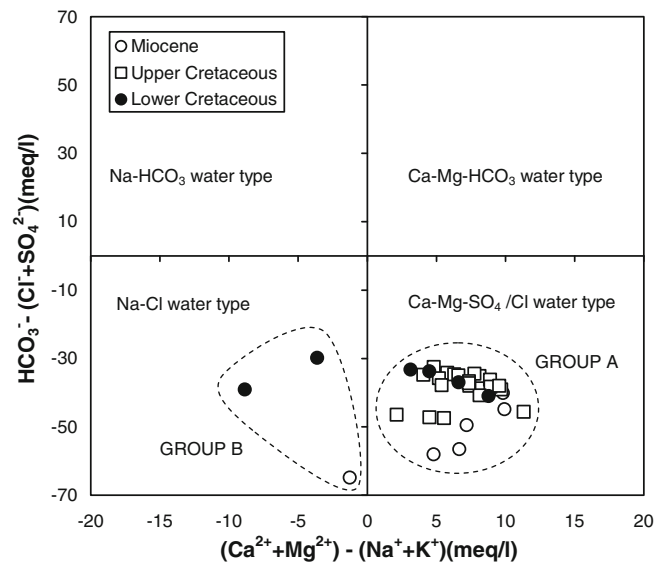 70
50
30
10
-10
-30
-50
-70
HCO₃⁻- (Cl⁻+SO₄²⁻)(meq/l)
Miocene
Upper Cretaceous
Lower Cretaceous
Na-HCO₃ water type
Ca-Mg-HCO₃ water type
Na-Cl water type
Ca-Mg-SO₄ /Cl water type
GROUP A
GROUP B
-20 -15 -10 -5 0 5 10 15 20
(Ca²⁺+Mg²⁺) - (Na⁺+K⁺)(meq/l)